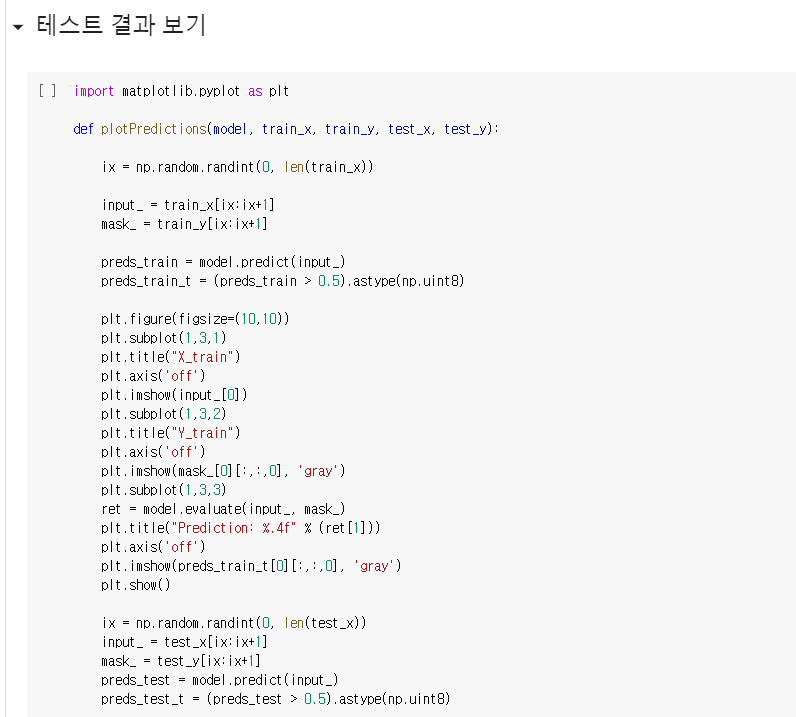 테스트 결과 보기
[ ] import matplotlib.pyplot as plt
def plotPredictions(model, train_x, train_y, test_x, test_y):
ix = np.random.randint(0, len(train_x))
input_ = train_x[ix:ix+1]
mask_ = train_y[ix:ix+1]
preds_train = model.predict(input_)
preds_train_t = (preds_train > 0.5).astype(np.uint8)
plt.figure(figsize=(10,10))
plt.subplot(1,3,1)
plt.title("X_train")
plt.axis('off')
plt.imshow(input_[0])
plt.subplot(1,3,2)
plt.title("Y_train")
plt.axis('off')
plt.imshow(mask_[0][:,:,0], 'gray')
plt.subplot(1,3,3)
ret = model.evaluate(input_, mask_)
plt.title("Prediction: %.4f" % (ret[1]))
plt.axis('off')
plt.imshow(preds_train_t[0][:,:,0], 'gray')
plt.show()
ix = np.random.randint(0, len(test_x))
input_ = test_x[ix:ix+1]
mask_ = test_y[ix:ix+1]
preds_test = model.predict(input_)
preds_test_t = (preds_test > 0.5).astype(np.uint8)